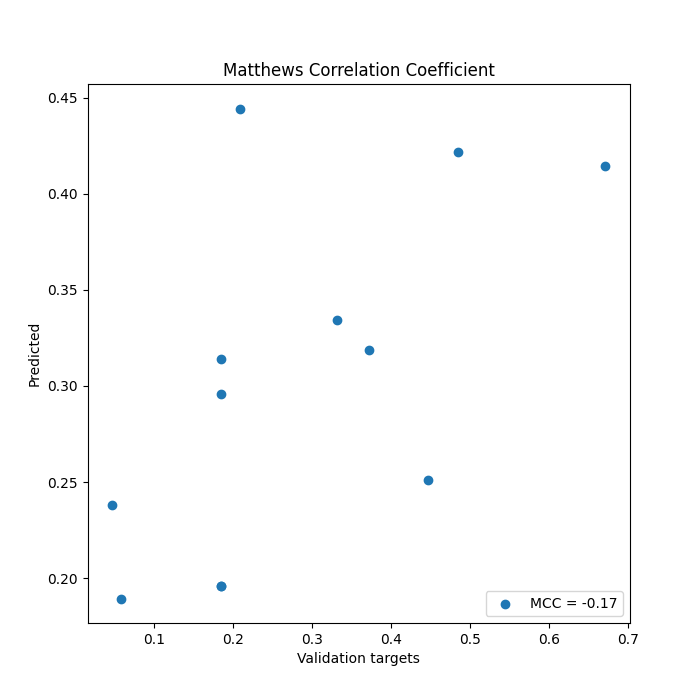 Matthews Correlation Coefficient
0.45
0.40
0.35
0.30
0.25
0.20
Predicted
MCC = -0.17
0.1 0.2 0.3 0.4 0.5 0.6 0.7
Validation targets